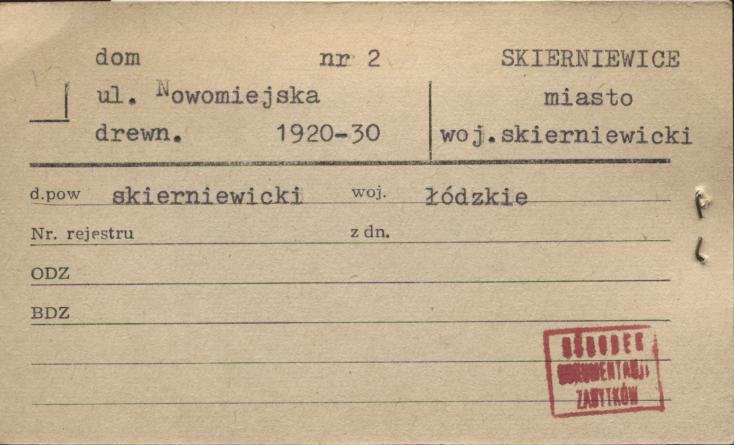 dom nr 2 SKIERNIEWICE
ul. Nowomiejska miasto
drewn. 1920-30 woj.skierniewicki
d.pow skierniewicki woj. łódzkie
Nr. rejestru z dn.
ODZ
BDZ
OŚRODEK
DOKUMENTACJI
ZABYTKÓW